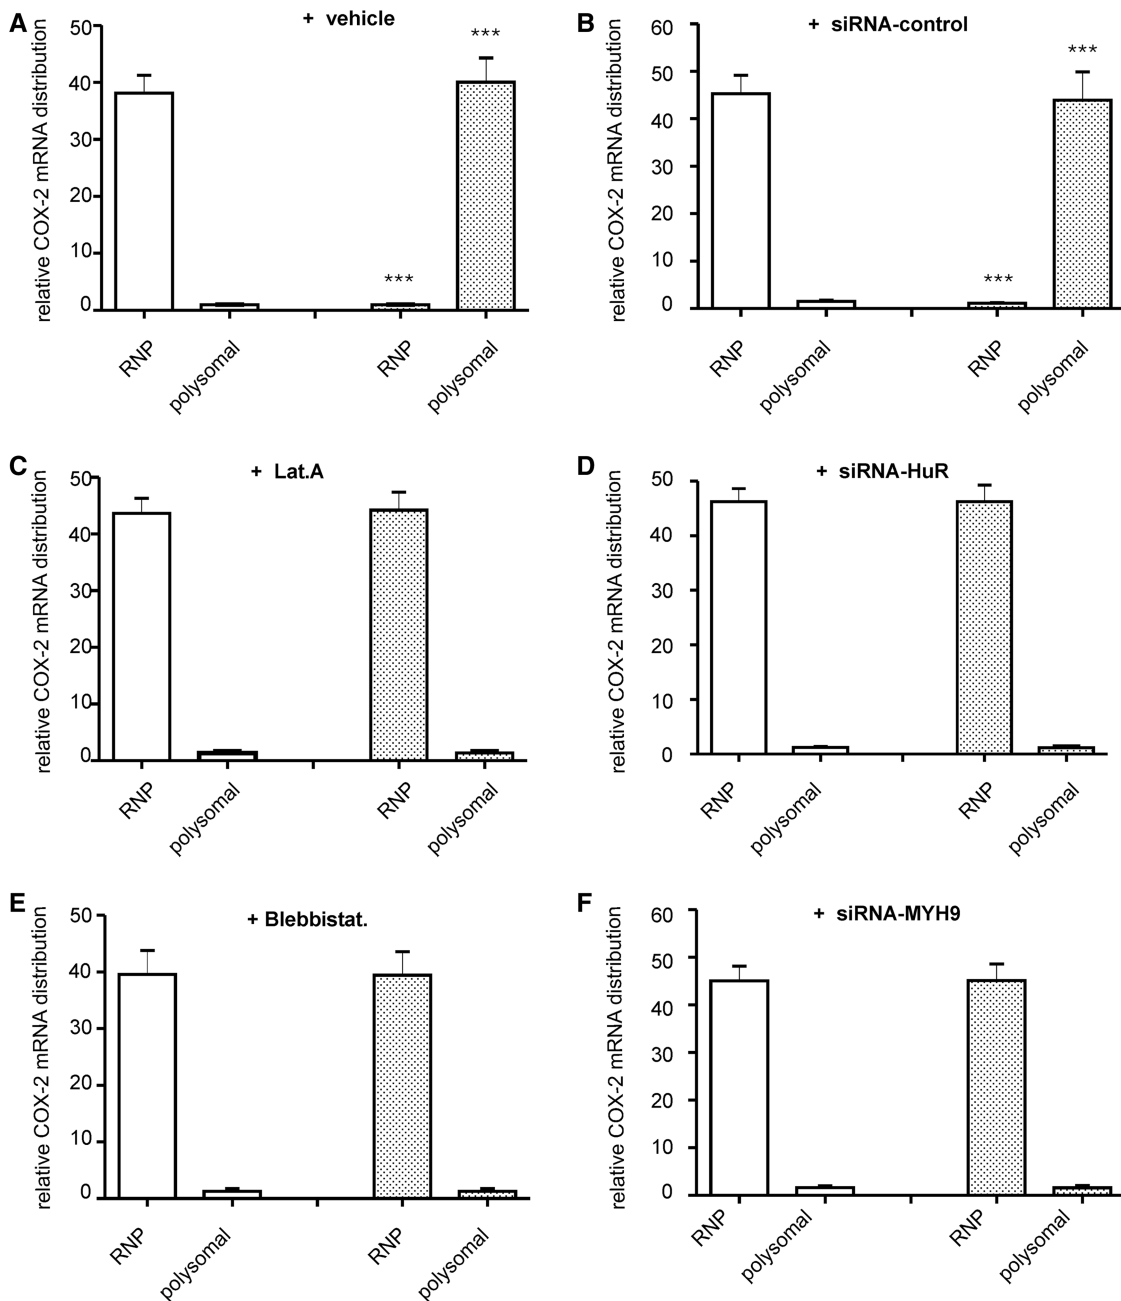 A
+ vehicle
relative COX-2 mRNA distribution
50
40
30
20
10
0
***
***
RNP
polysomal
RNP
polysomal
B
+ siRNA-control
relative COX-2 mRNA distribution
60
50
40
30
20
10
0
***
***
RNP
polysomal
RNP
polysomal
C
+ Lat.A
relative COX-2 mRNA distribution
50
40
30
20
10
0
RNP
polysomal
RNP
polysomal
D
+ siRNA-HuR
relative COX-2 mRNA distribution
50
40
30
20
10
0
RNP
polysomal
RNP
polysomal
E
+ Blebbistat.
relative COX-2 mRNA distribution
50
40
30
20
10
0
RNP
polysomal
RNP
polysomal
F
+ siRNA-MYH9
relative COX-2 mRNA distribution
60
50
40
30
20
10
0
RNP
polysomal
RNP
polysomal